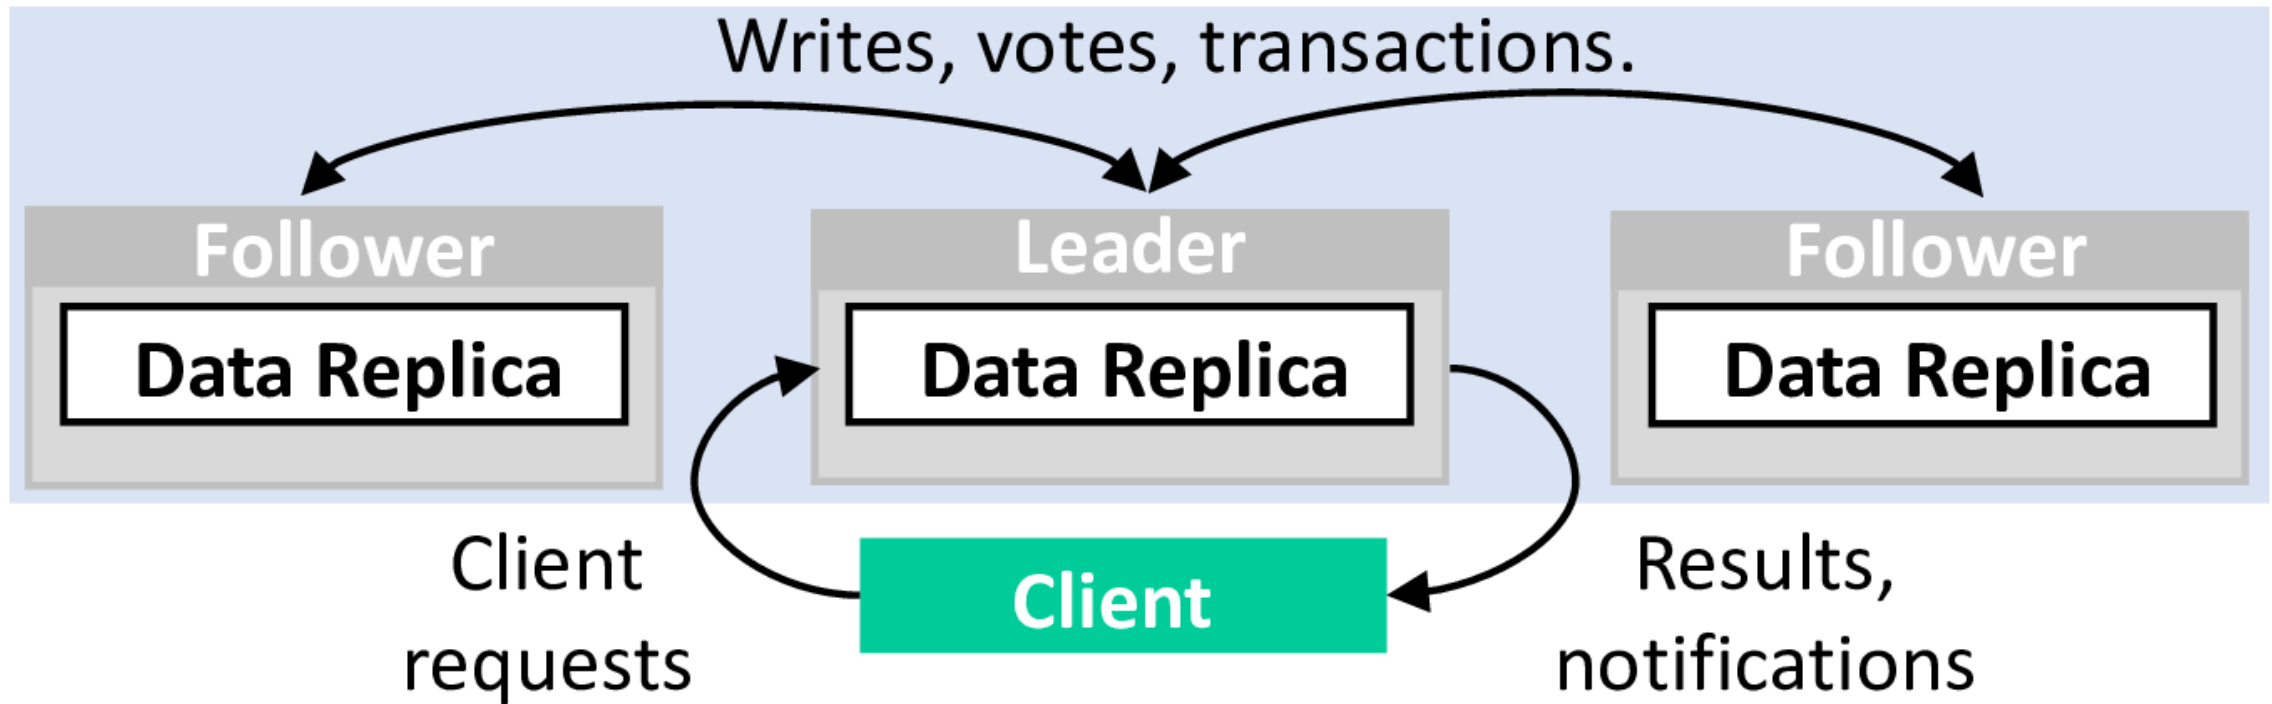 Writes, votes, transactions.
Follower
Leader
Follower
Data Replica
Data Replica
Data Replica
Client
requests
Client
Results,
notifications